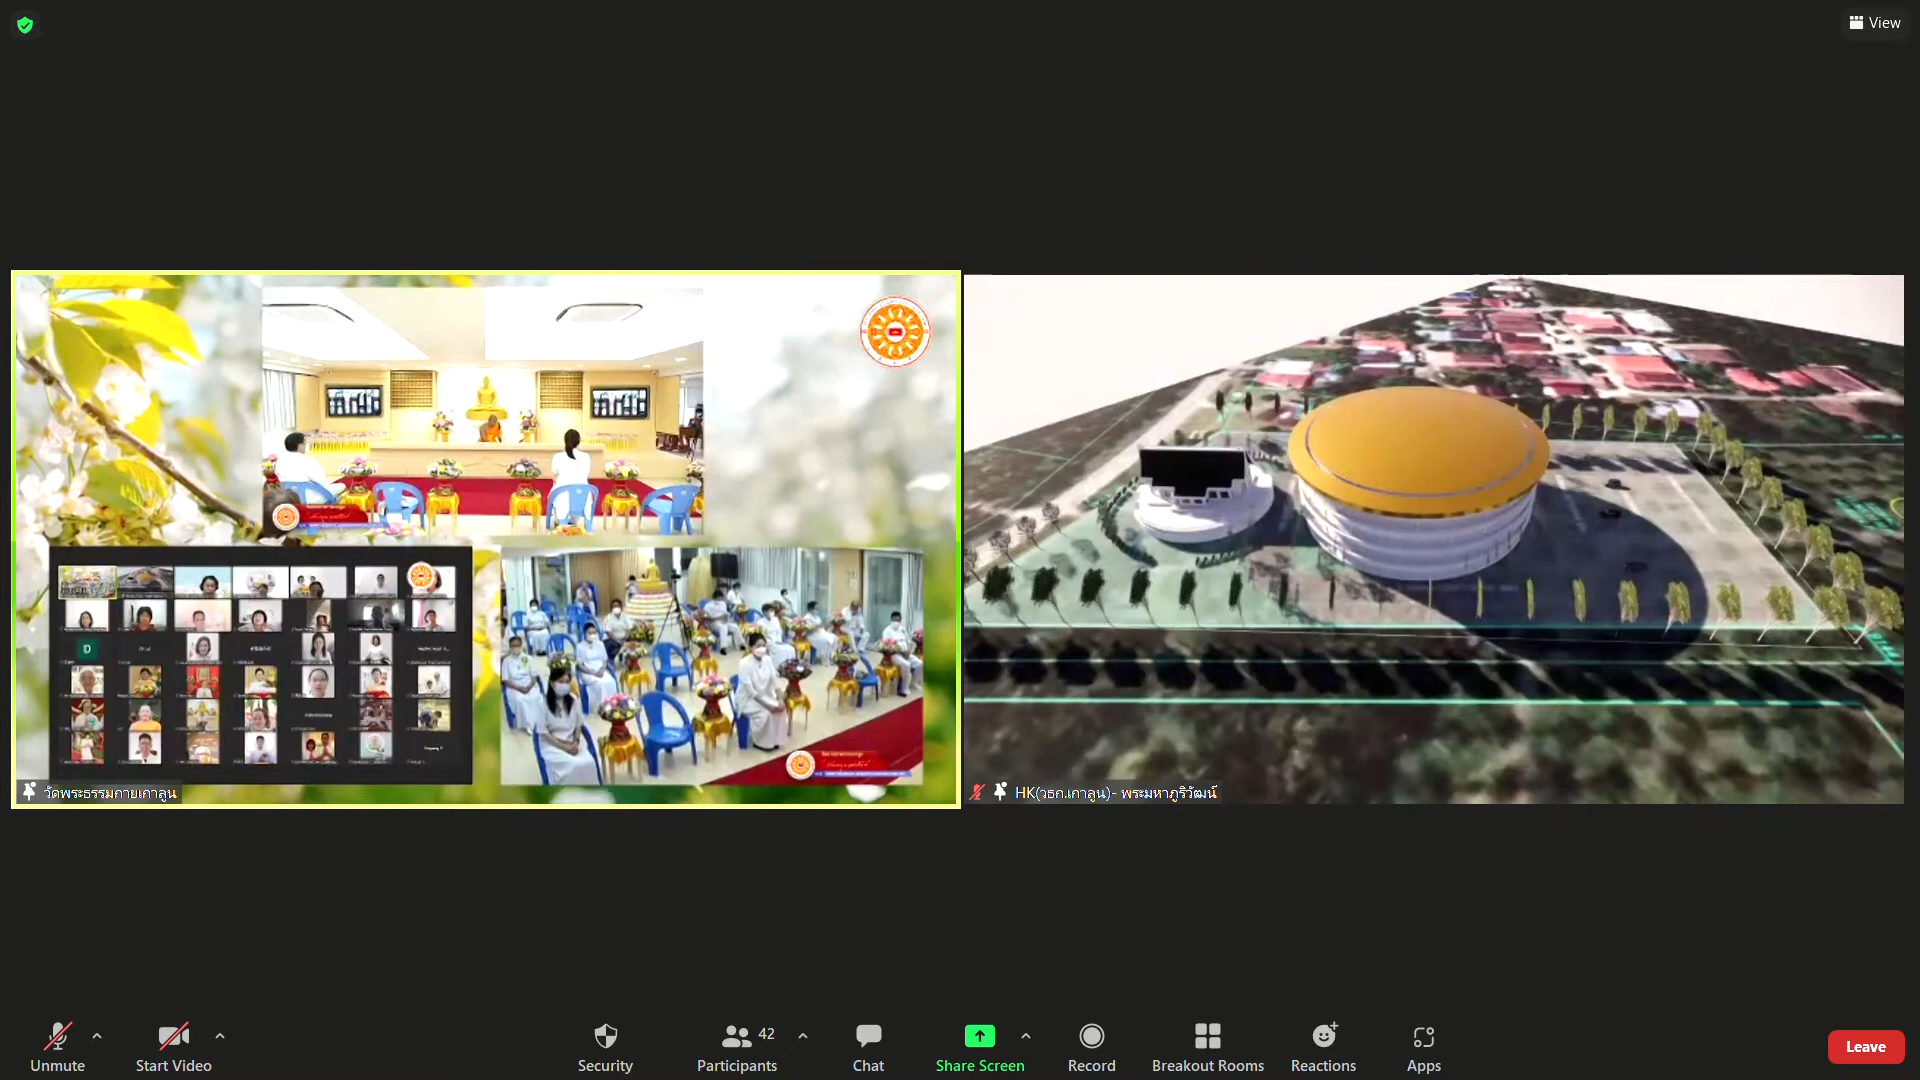 View
วัดพระธรรมกายเกาลูน
HK(วธก.เกาลูน)- พระมหาภูริวัฒน์
D
Unmute
Start Video
Security
Participants
42
Chat
Share Screen
Record
Breakout Rooms
Reactions
Apps
Leave